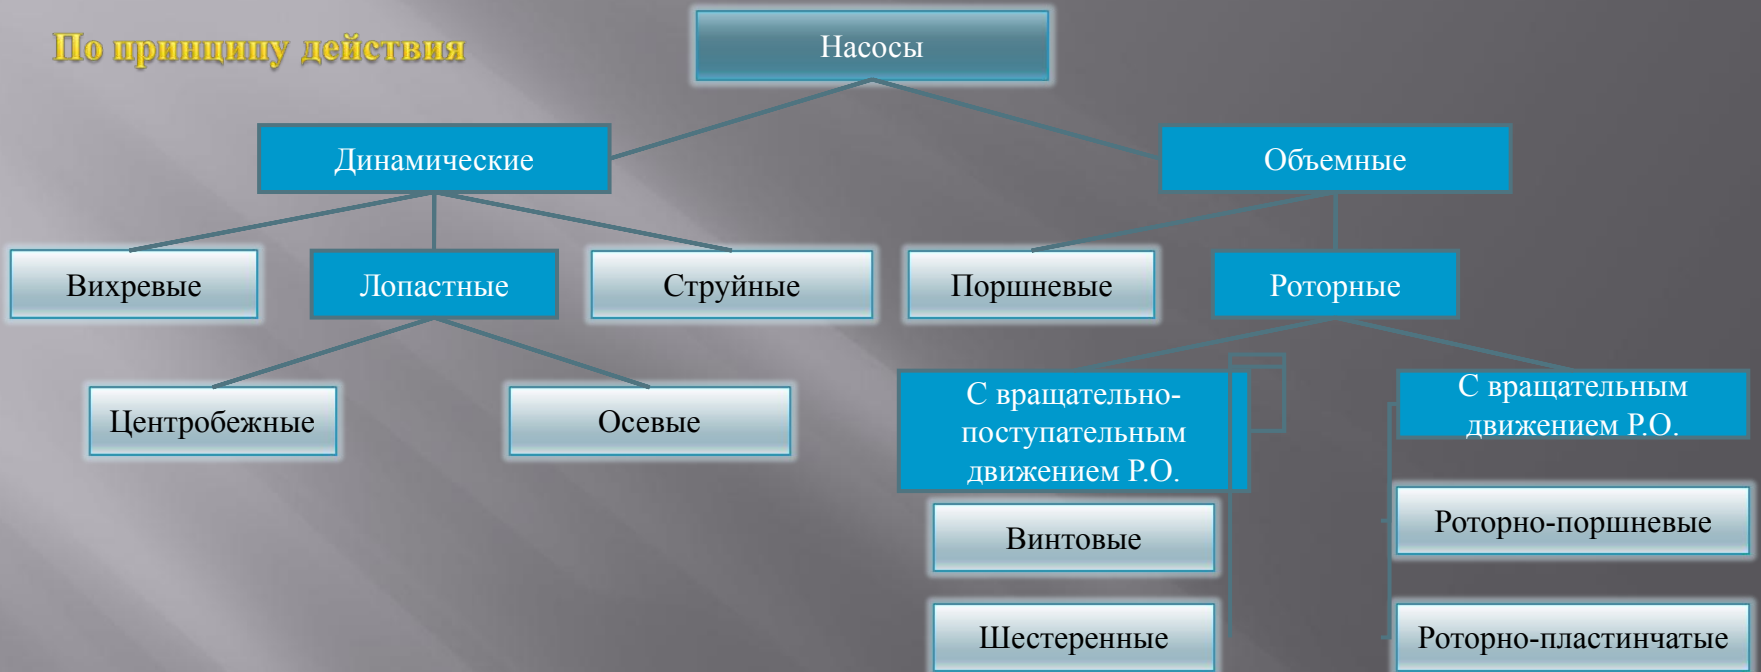 По принципу действия
Насосы
Динамические
Объемные
Вихревые
Лопастные
Струйные
Поршневые
Роторные
Центробежные
Осевые
С вращательно-
поступательным
движением Р.О.
С вращательным
движением Р.О.
Винтовые
Роторно-поршневые
Шестеренные
Роторно-пластинчатые